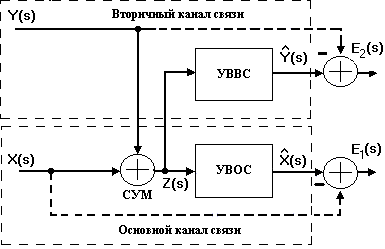 Y(s)
Вторичный канал связи
E₂(s)
−
УВВС
Ŷ(s)
X(s)
СУМ
Z(s)
УВОС
X̂(s)
−
E₁(s)
Основной канал связи